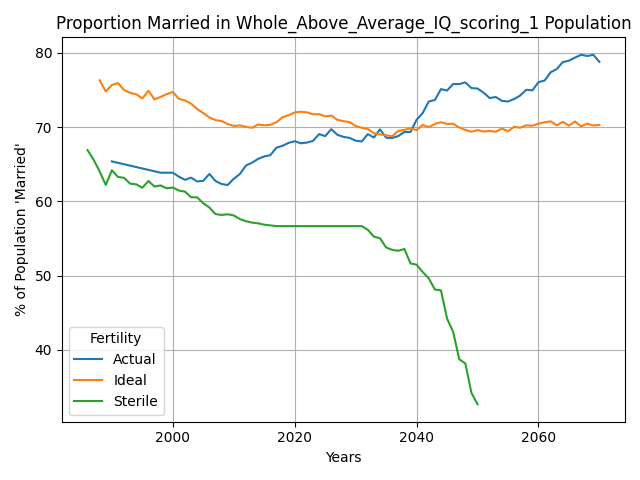 Proportion Married in Whole_Above_Average_IQ_scoring_1 Population
% of Population 'Married'
80
70
60
50
40
Fertility
Actual
Ideal
Sterile
2000
2020
2040
2060
Years